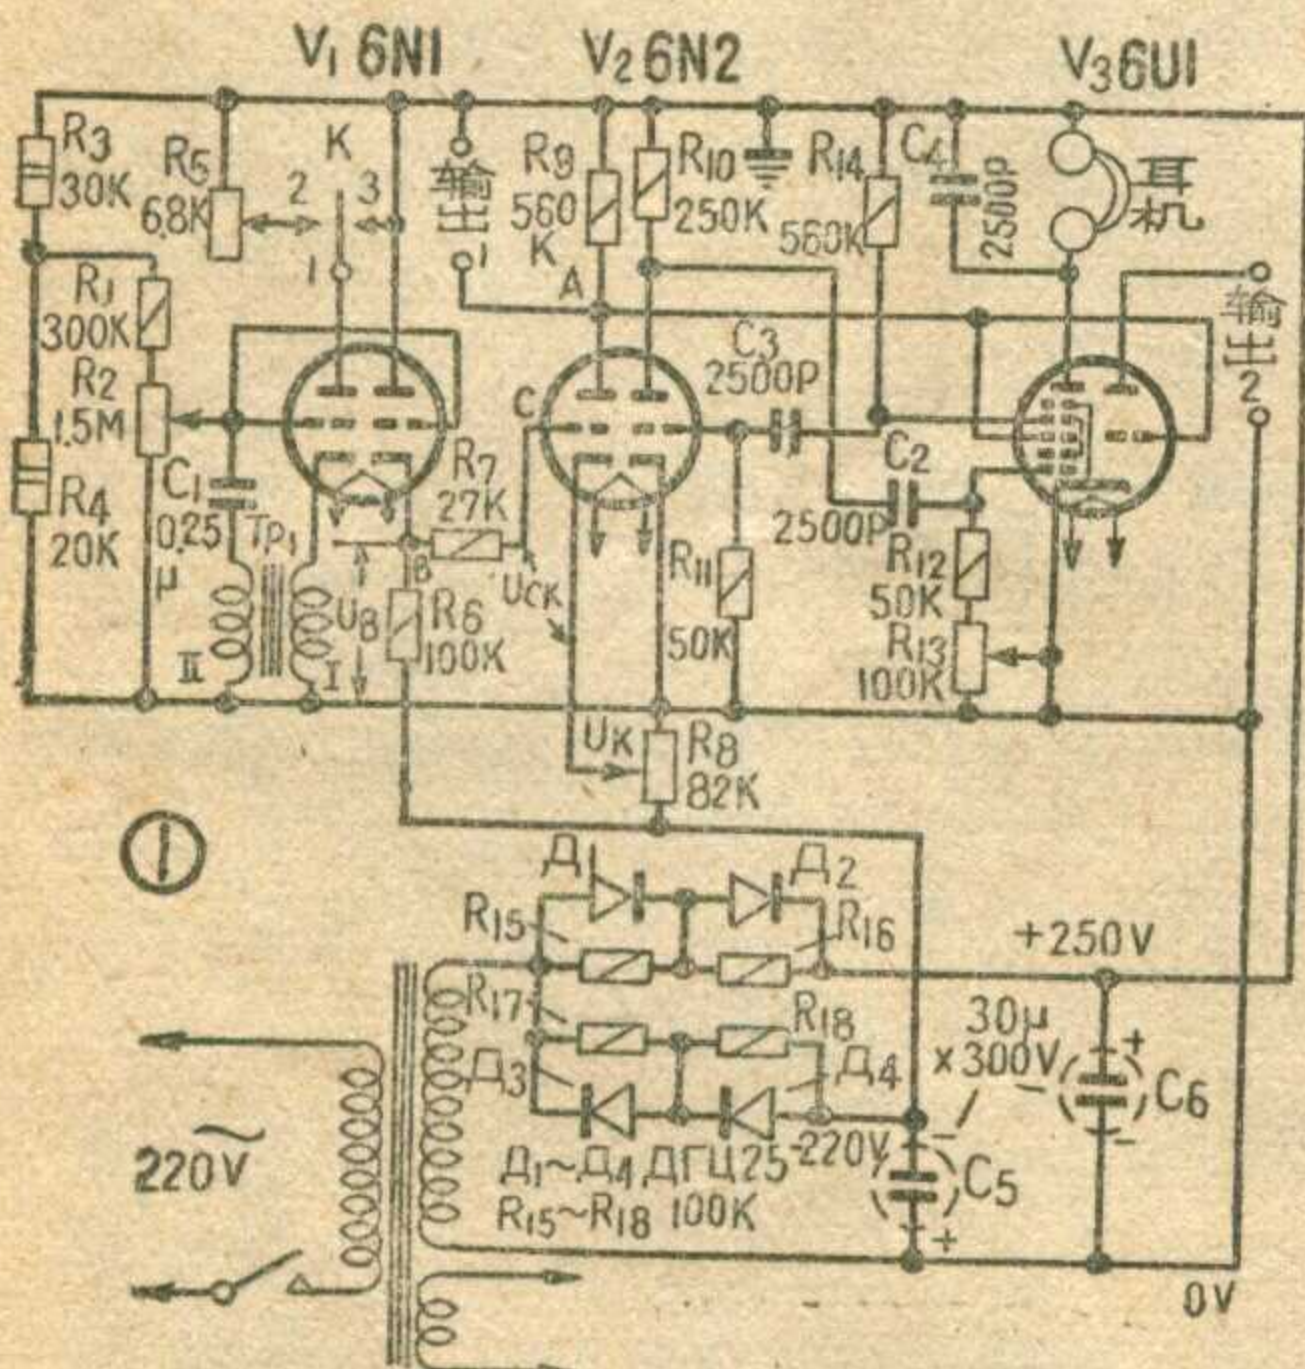 V₁ 6N1
V₂ 6N2
V₃ 6U1
R₃
30K
R₅
6.8K
K
2
3
1
输出
1
R₉
560
K
A
R₁₀
250K
R₁₄
560K
C₄
2500P
耳机
输出
2
R₁
300K
R₂
1.5M
R₄
20K
C₁
0.25
μ
Tp₁
II
I
U_B
B
R₆
100K
R₇
27K
C
U_CK
C₃
2500P
C₂
2500P
R₁₁
50K
R₁₂
50K
R₁₃
100K
U_K
R₈
82K
①
Д1
Д2
R₁₅
R₁₆
R₁₇
R₁₈
Д3
Д4
+250V
30μ
×300V
+
C₆
−
220V~
Д₁~Д₄ ДГЦ25
R₁₅~R₁₈ 100K
-220V
−
C₅
+
0V